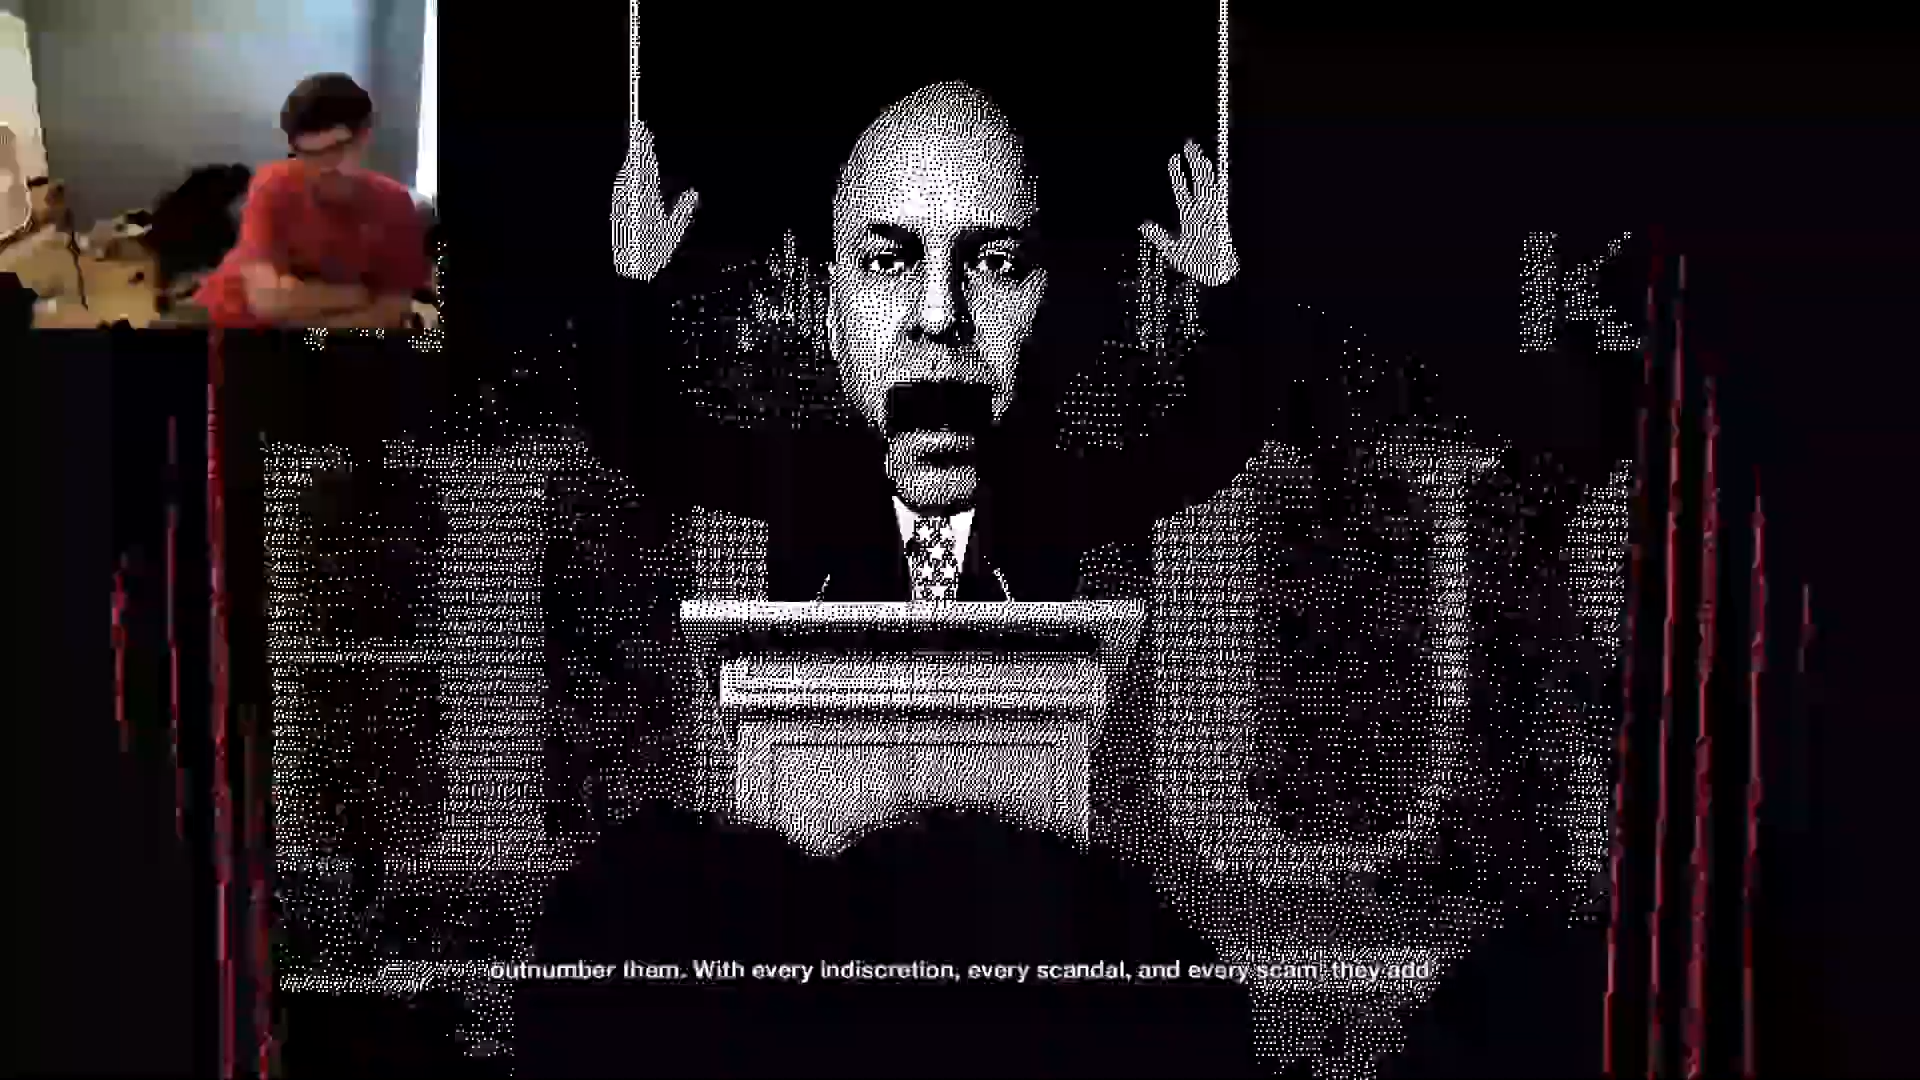 outnumber them. With every indiscretion, every scandal, and every scam, they add